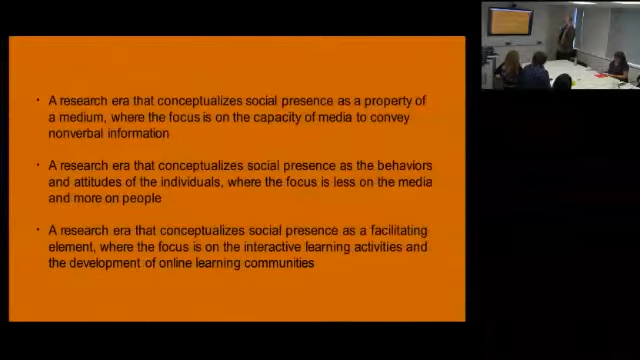 · A research era that conceptualizes social presence as a property of
a medium, where the focus is on the capacity of media to convey
nonverbal information
· A research era that conceptualizes social presence as the behaviors
and attitudes of the individuals, where the focus is less on the media
and more on people
· A research era that conceptualizes social presence as a facilitating
element, where the focus is on the interactive learning activities and
the development of online learning communities